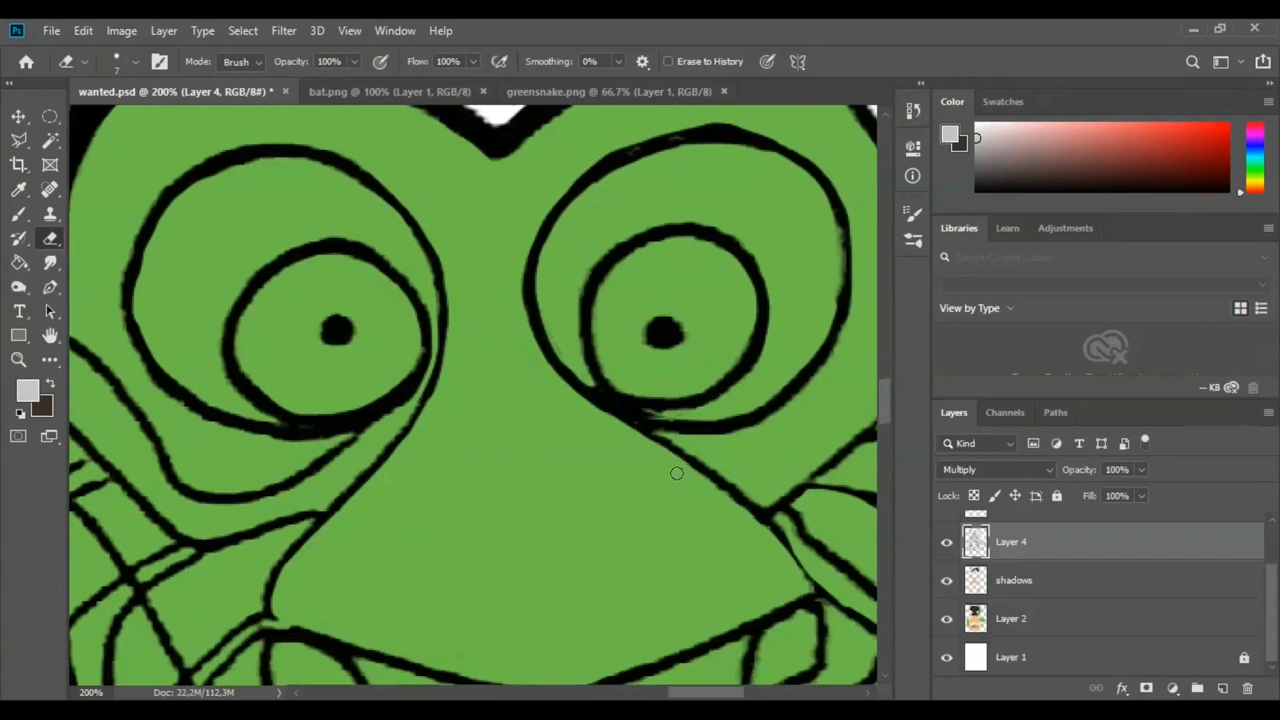 Ps File Edit Image Layer Type Select Filter 3D View Window Help
7 Mode: Brush Opacity: 100% Flow: 100% Smoothing: 0% Erase to History
wanted.psd @ 200% (Layer 4, RGB/8#) * bat.png @ 100% (Layer 1, RGB/8) greensnake.png @ 66,7% (Layer 1, RGB/8)
Color Swatches
Libraries Learn Adjustments
View by Type
-- KB
Layers Channels Paths
Kind
Multiply Opacity: 100%
Lock: Fill: 100%
Layer 4
shadows
Layer 2
Layer 1
200% Doc: 22,2M/112,3M